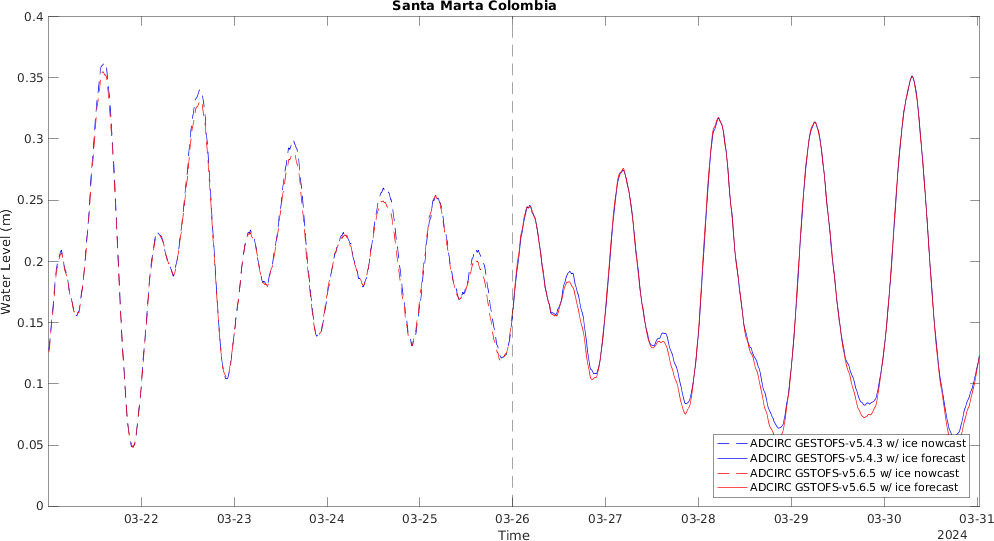 Santa Marta Colombia
0.4
0.35
0.3
0.25
0.2
0.15
0.1
0.05
0
Water Level (m)
ADCIRC GESTOFS-v5.4.3 w/ ice nowcast
ADCIRC GESTOFS-v5.4.3 w/ ice forecast
ADCIRC GSTOFS-v5.6.5 w/ ice nowcast
ADCIRC GSTOFS-v5.6.5 w/ ice forecast
03-22 03-23 03-24 03-25 03-26 03-27 03-28 03-29 03-30 03-31
Time
2024